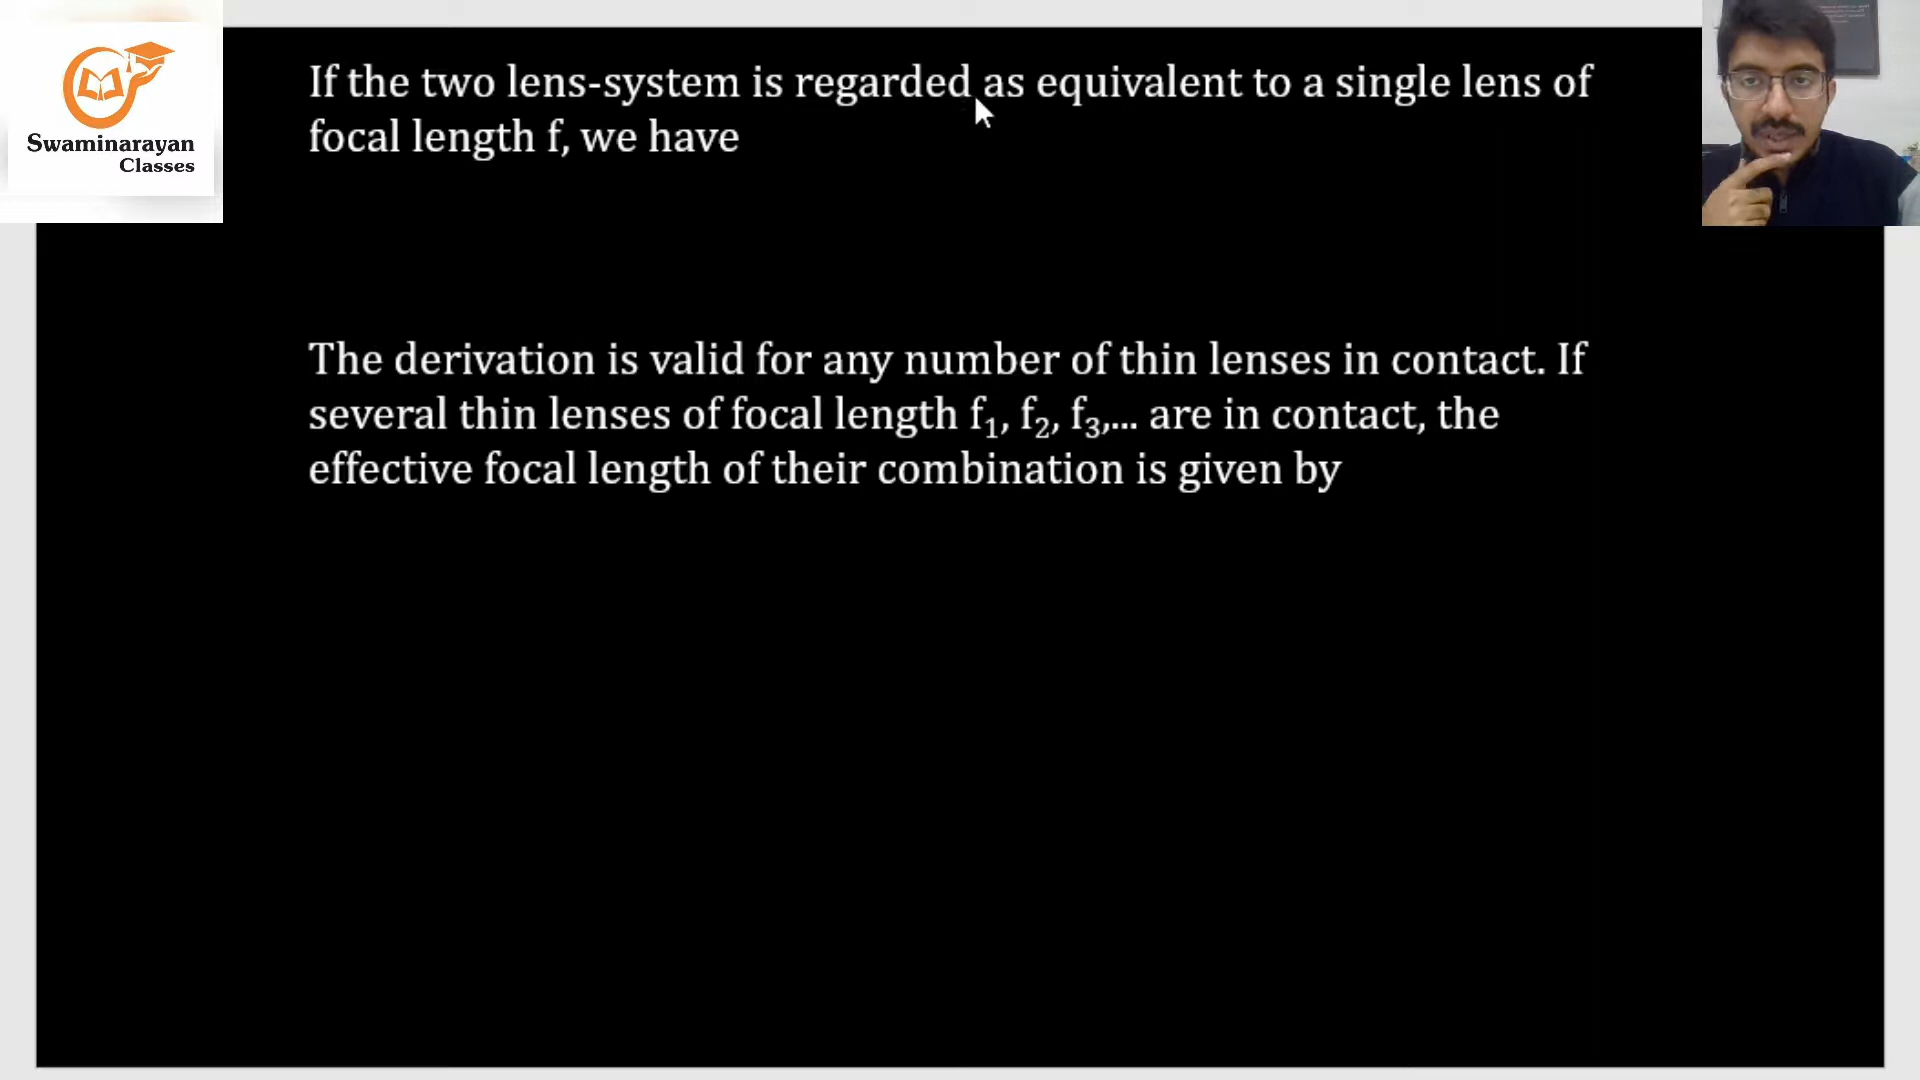 Swaminarayan
Classes
If the two lens-system is regarded as equivalent to a single lens of
focal length f, we have
The derivation is valid for any number of thin lenses in contact. If
several thin lenses of focal length f₁, f₂, f₃,... are in contact, the
effective focal length of their combination is given by